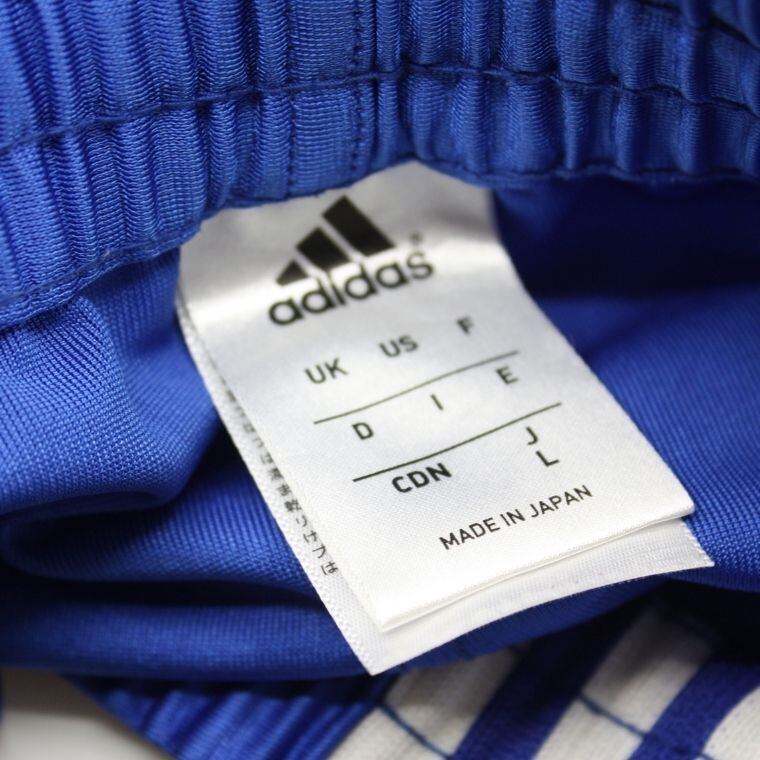 adidas®
UK US F
D I E
CDN J
L
MADE IN JAPAN